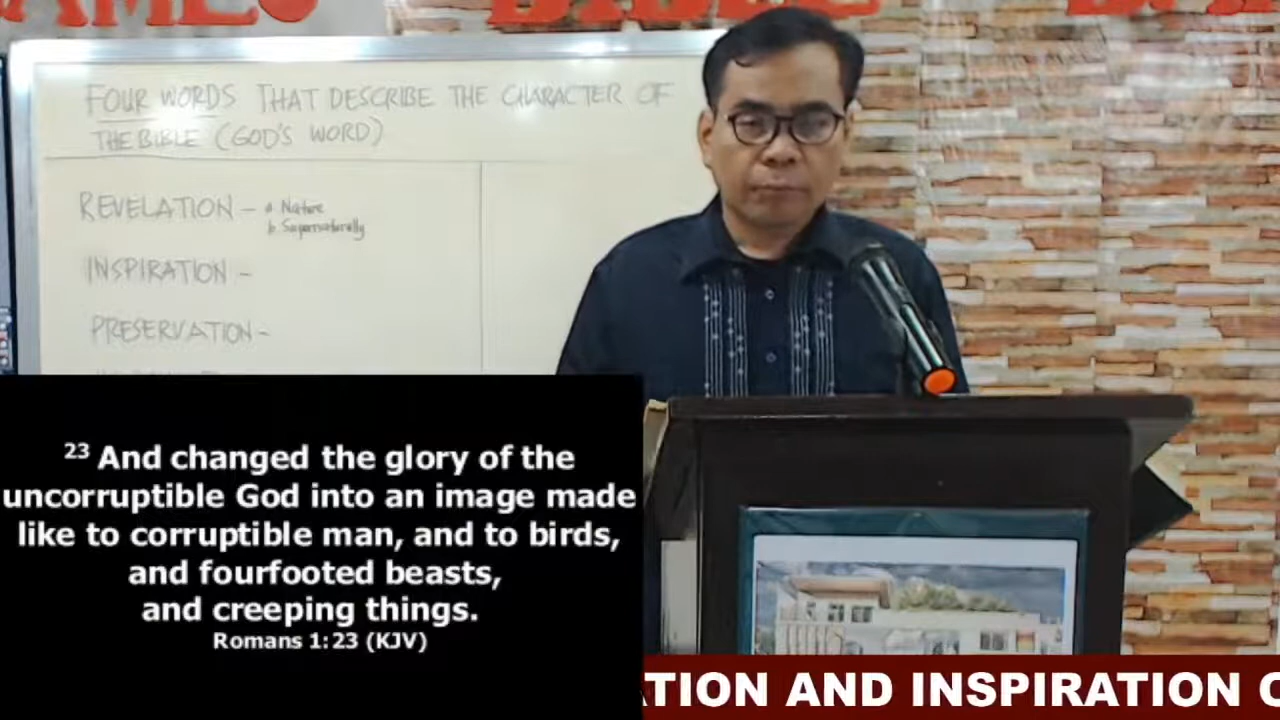 BIBLE
FOUR WORDS THAT DESCRIBE THE CHARACTER OF
THE BIBLE (GOD'S WORD)
REVELATION - a Nature
b. Supernaturally
INSPIRATION -
PRESERVATION -
23 And changed the glory of the
uncorruptible God into an image made
like to corruptible man, and to birds,
and fourfooted beasts,
and creeping things.
Romans 1:23 (KJV)
TION AND INSPIRATION